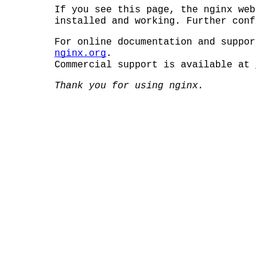 If you see this page, the nginx web
installed and working. Further conf
For online documentation and suppor
nginx.org.
Commercial support is available at
Thank you for using nginx.